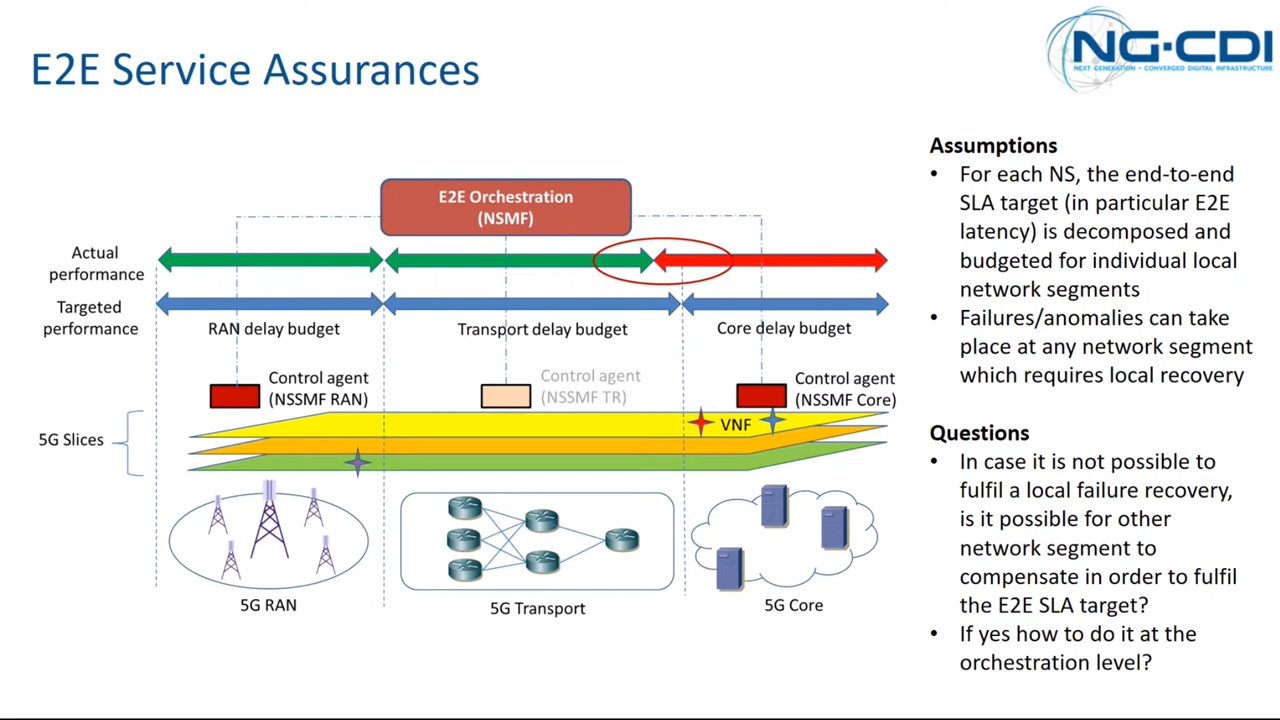 E2E Service Assurances
NG-CDI
NEXT GENERATION - CONVERGED DIGITAL INFRASTRUCTURE
E2E Orchestration
(NSMF)
Actual
performance
Targeted
performance
RAN delay budget
Transport delay budget
Core delay budget
Control agent
(NSSMF RAN)
Control agent
(NSSMF TR)
Control agent
(NSSMF Core)
5G Slices
VNF
5G RAN
5G Transport
5G Core
Assumptions
• For each NS, the end-to-end
SLA target (in particular E2E
latency) is decomposed and
budgeted for individual local
network segments
• Failures/anomalies can take
place at any network segment
which requires local recovery
Questions
• In case it is not possible to
fulfil a local failure recovery,
is it possible for other
network segment to
compensate in order to fulfil
the E2E SLA target?
• If yes how to do it at the
orchestration level?